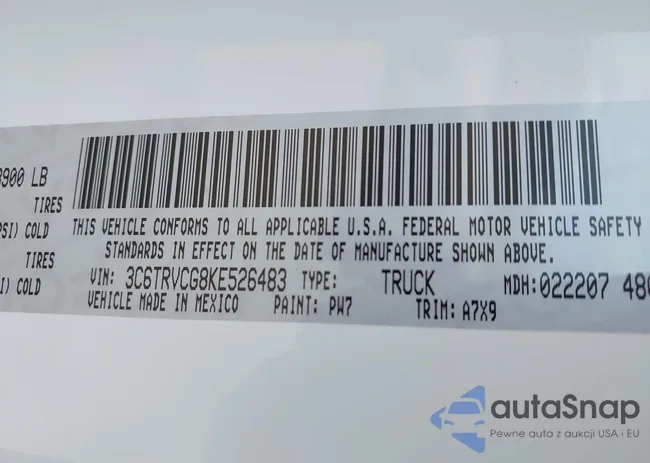 8900 LB
TIRES
PSI) COLD
TIRES
I) COLD
THIS VEHICLE CONFORMS TO ALL APPLICABLE U.S.A. FEDERAL MOTOR VEHICLE SAFETY
STANDARDS IN EFFECT ON THE DATE OF MANUFACTURE SHOWN ABOVE.
VIN: 3C6TRVCG8KE526483 TYPE: TRUCK MDH:022207 480
VEHICLE MADE IN MEXICO PAINT: PW7 TRIM: A7X9
autaSnap
Pewne auta z aukcji USA i EU